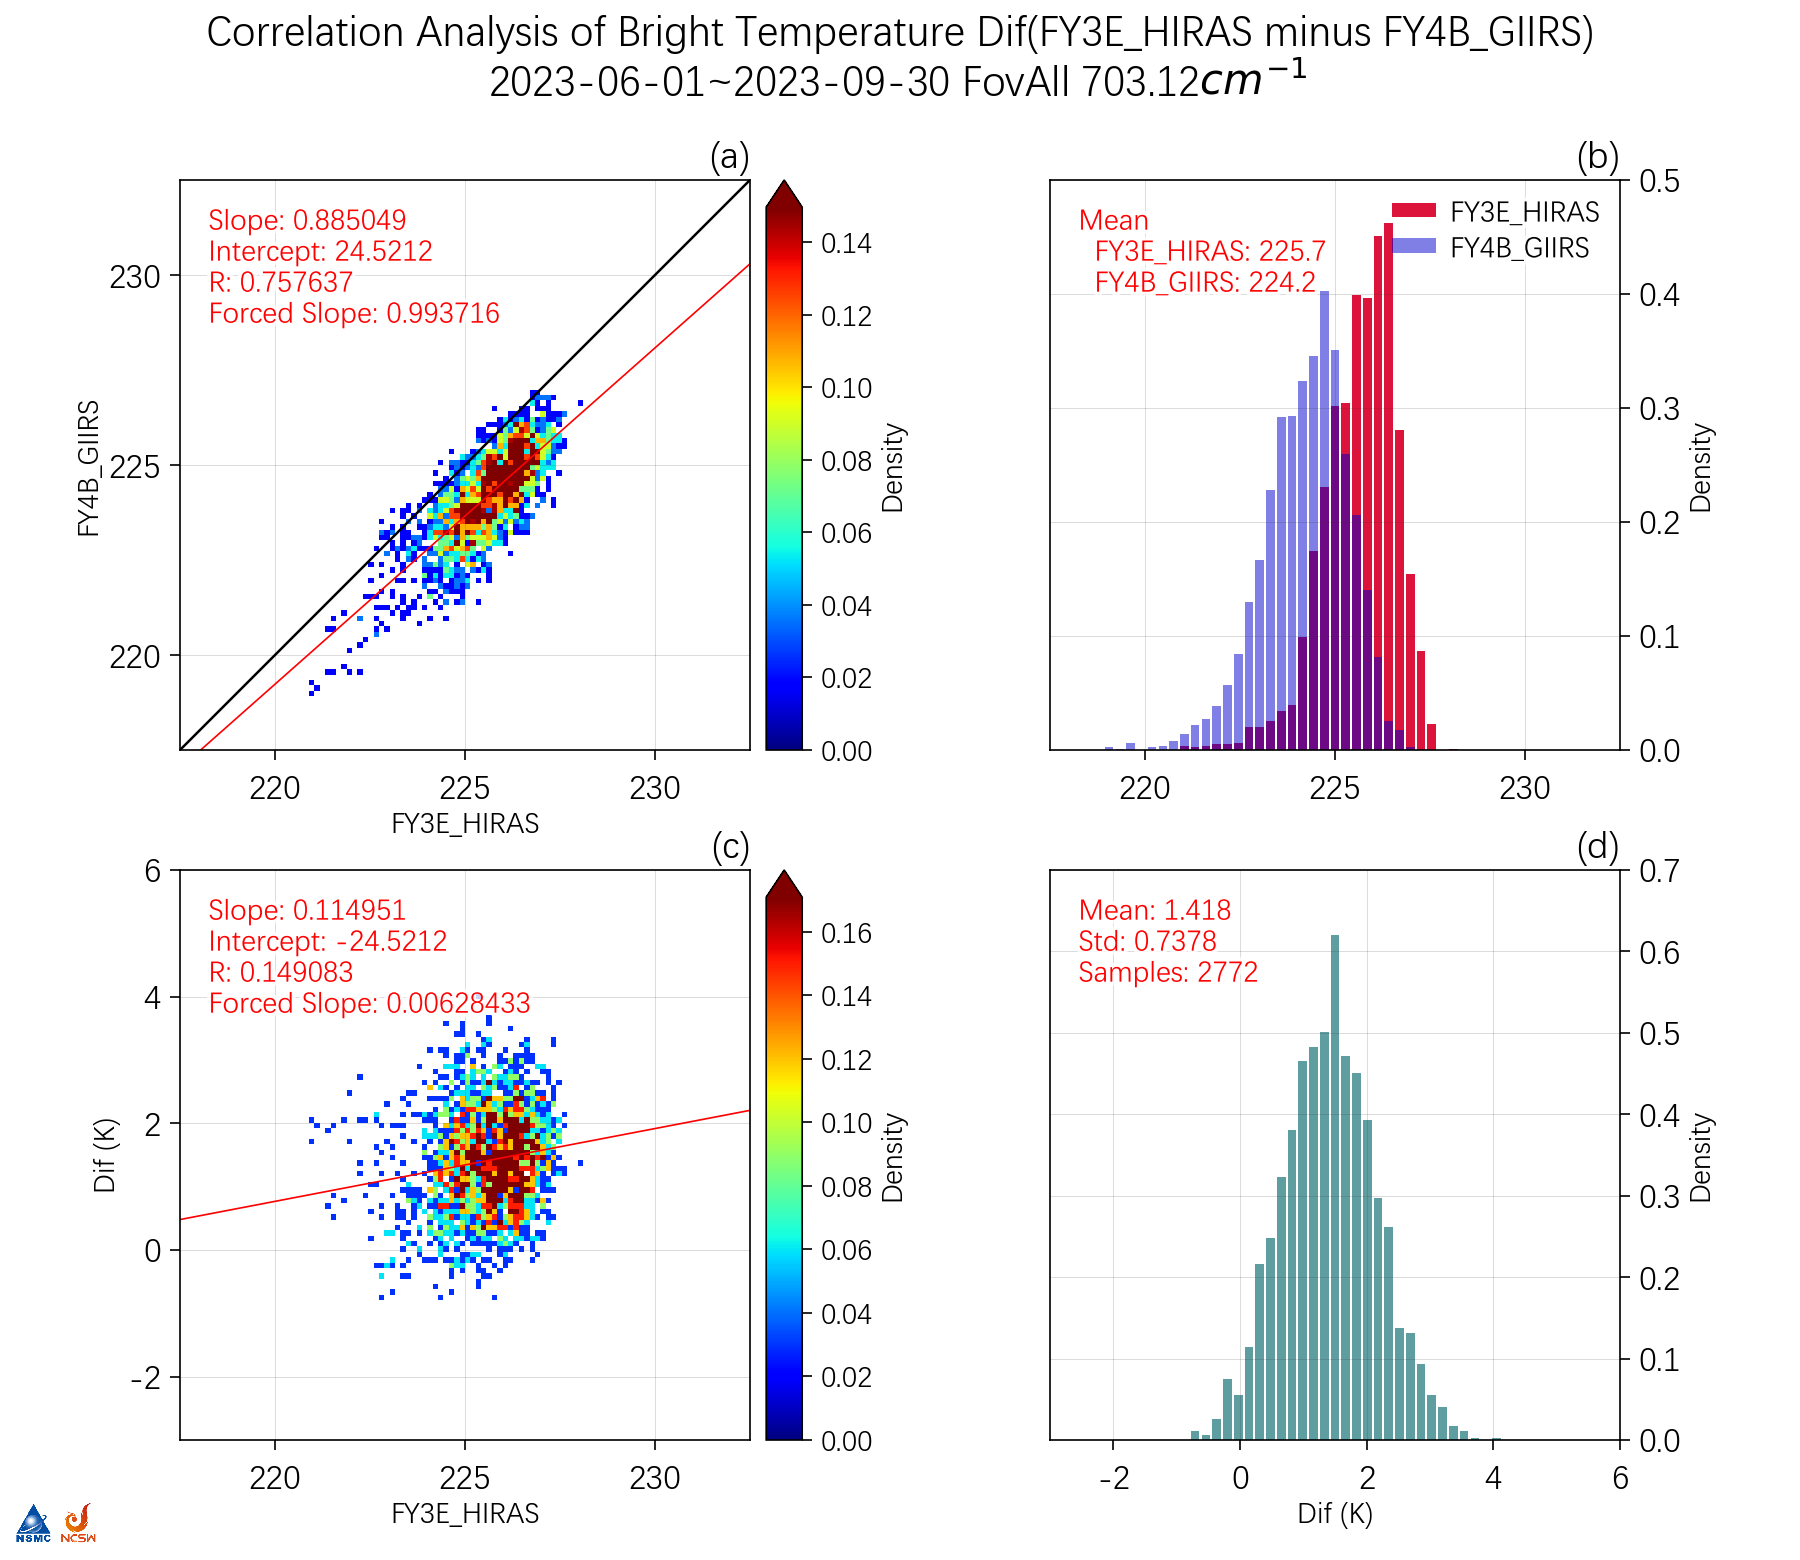 Correlation Analysis of Bright Temperature Dif(FY3E_HIRAS minus FY4B_GIIRS)
2023-06-01~2023-09-30 FovAll 703.12cm⁻¹
(a)
Slope: 0.885049
Intercept: 24.5212
R: 0.757637
Forced Slope: 0.993716
230
225
220
FY4B_GIIRS
220 225 230
FY3E_HIRAS
0.14
0.12
0.10
0.08
0.06
0.04
0.02
0.00
Density
(b)
Mean
FY3E_HIRAS: 225.7
FY4B_GIIRS: 224.2
FY3E_HIRAS
FY4B_GIIRS
0.5
0.4
0.3
0.2
0.1
0.0
Density
220 225 230
(c)
Slope: 0.114951
Intercept: -24.5212
R: 0.149083
Forced Slope: 0.00628433
6
4
2
0
-2
Dif (K)
220 225 230
FY3E_HIRAS
0.16
0.14
0.12
0.10
0.08
0.06
0.04
0.02
0.00
Density
(d)
Mean: 1.418
Std: 0.7378
Samples: 2772
0.7
0.6
0.5
0.4
0.3
0.2
0.1
0.0
Density
-2 0 2 4 6
Dif (K)
NSMC NCSW